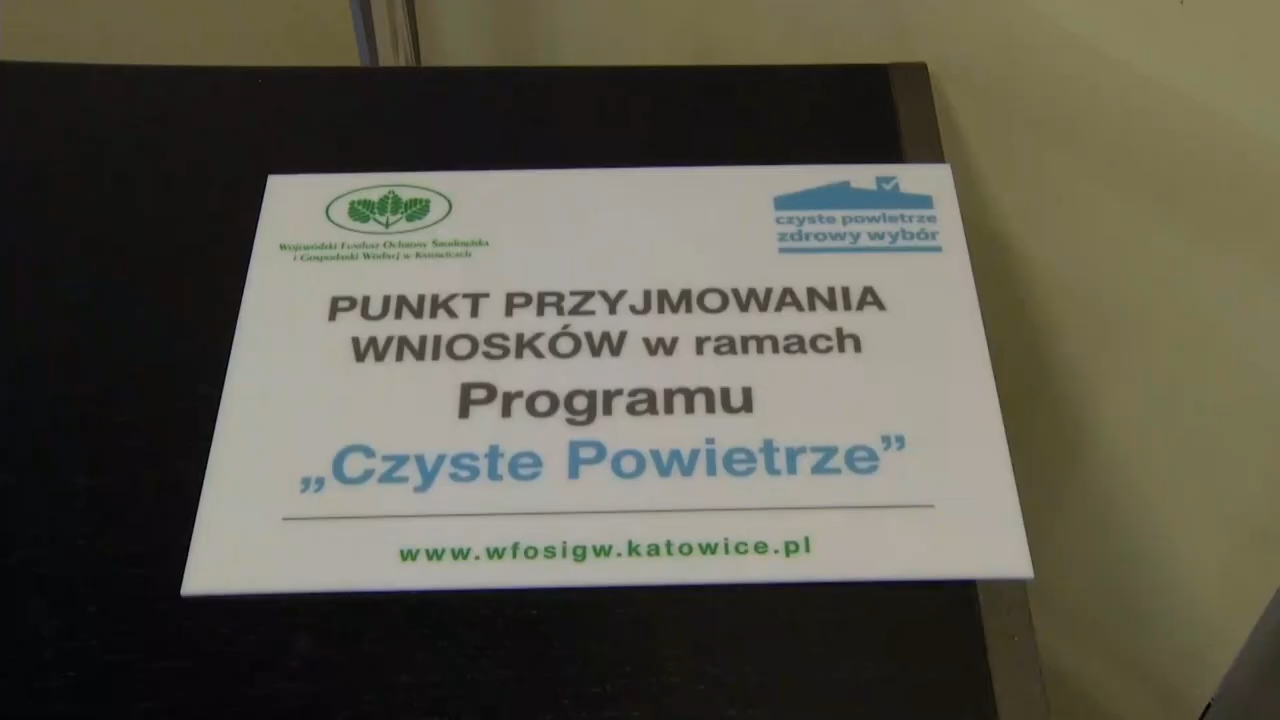 Wojewódzki Fundusz Ochrony Środowiska
i Gospodarki Wodnej w Katowicach
czyste powietrze
zdrowy wybór
PUNKT PRZYJMOWANIA
WNIOSKÓW w ramach
Programu
„Czyste Powietrze”
www.wfosigw.katowice.pl